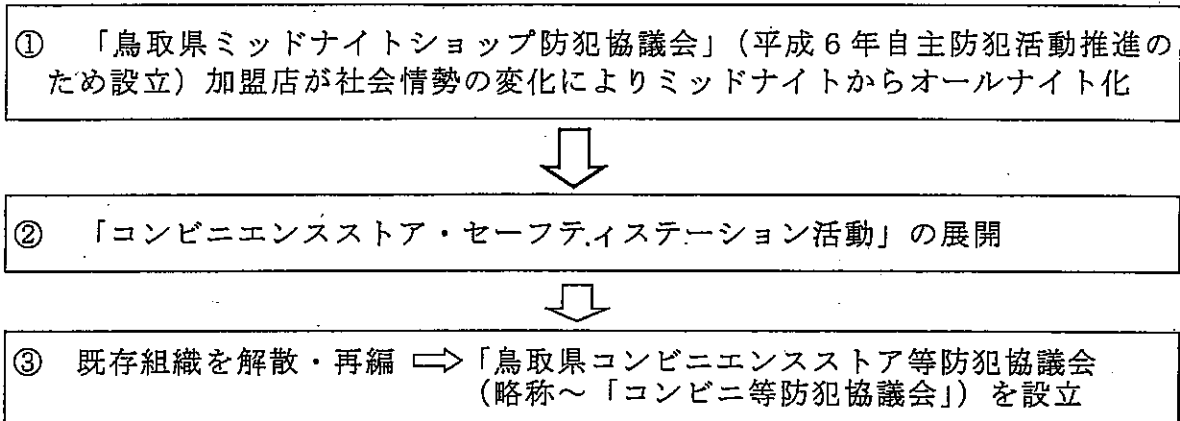 ① 「鳥取県ミッドナイトショップ防犯協議会」(平成6年自主防犯活動推進の
ため設立)加盟店が社会情勢の変化によりミッドナイトからオールナイト化
② 「コンビニエンスストア・セーフティステーション活動」の展開
③ 既存組織を解散・再編⇨「鳥取県コンビニエンスストア等防犯協議会
(略称~「コンビニ等防犯協議会」)を設立